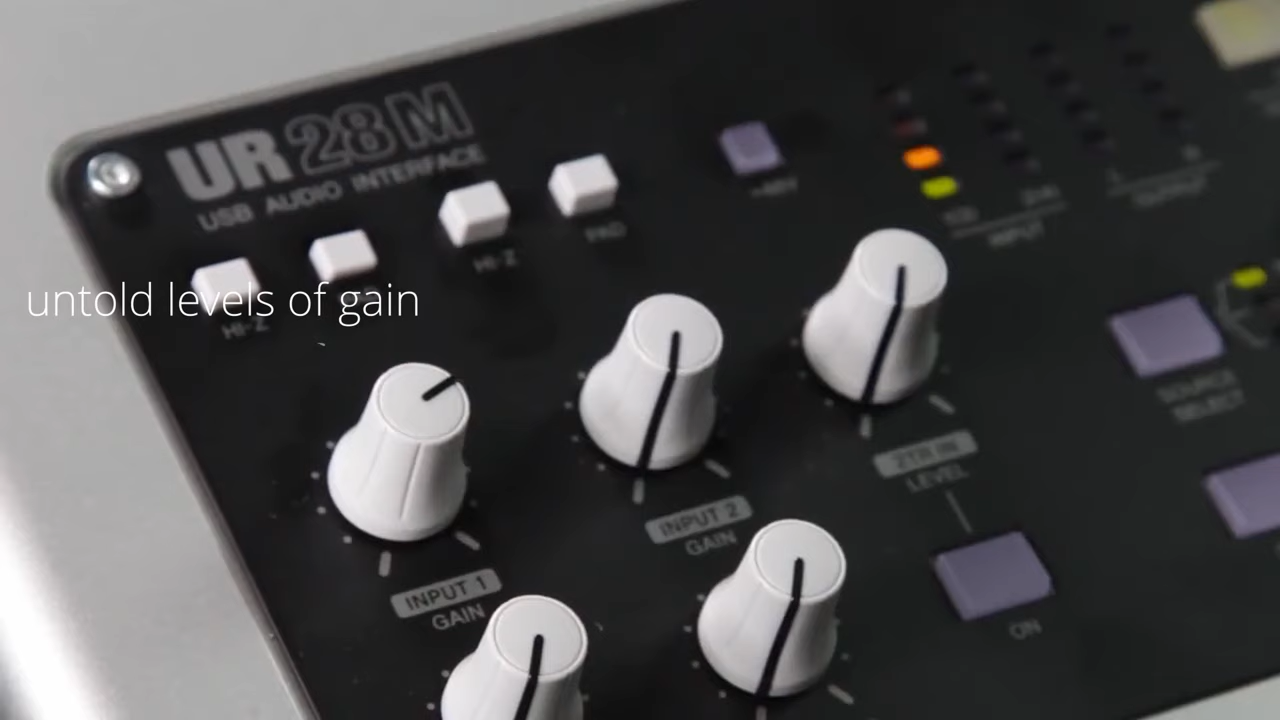 UR28M
USB AUDIO INTERFACE
HI-Z
PAD
+48V
INPUT
OUTPUT
untold levels of gain
HI-Z
SOURCE
SELECT
2TR IN
LEVEL
INPUT 2
GAIN
INPUT 1
GAIN
ON